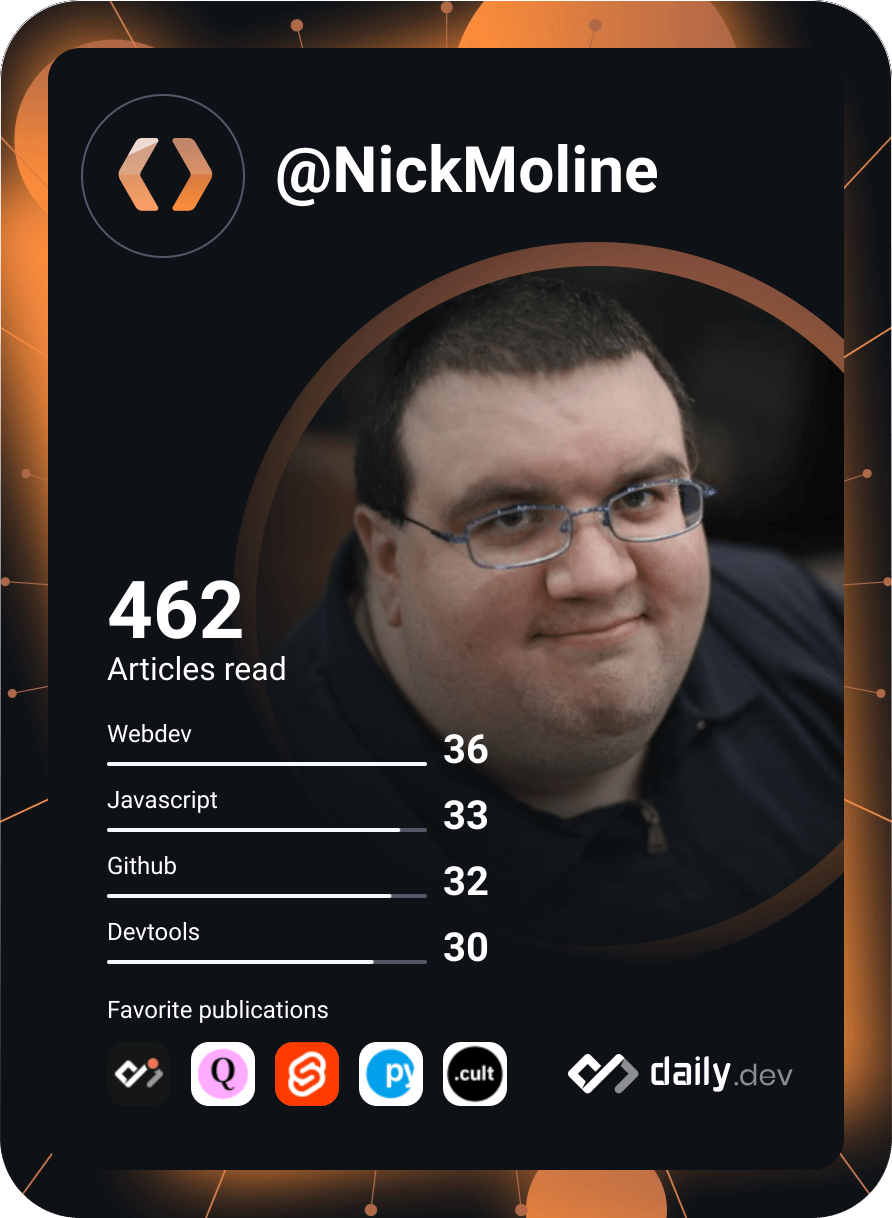 @NickMoline
462
Articles read
Webdev
36
Javascript
33
Github
32
Devtools
30
Favorite publications
Q
py
.cult
daily.dev